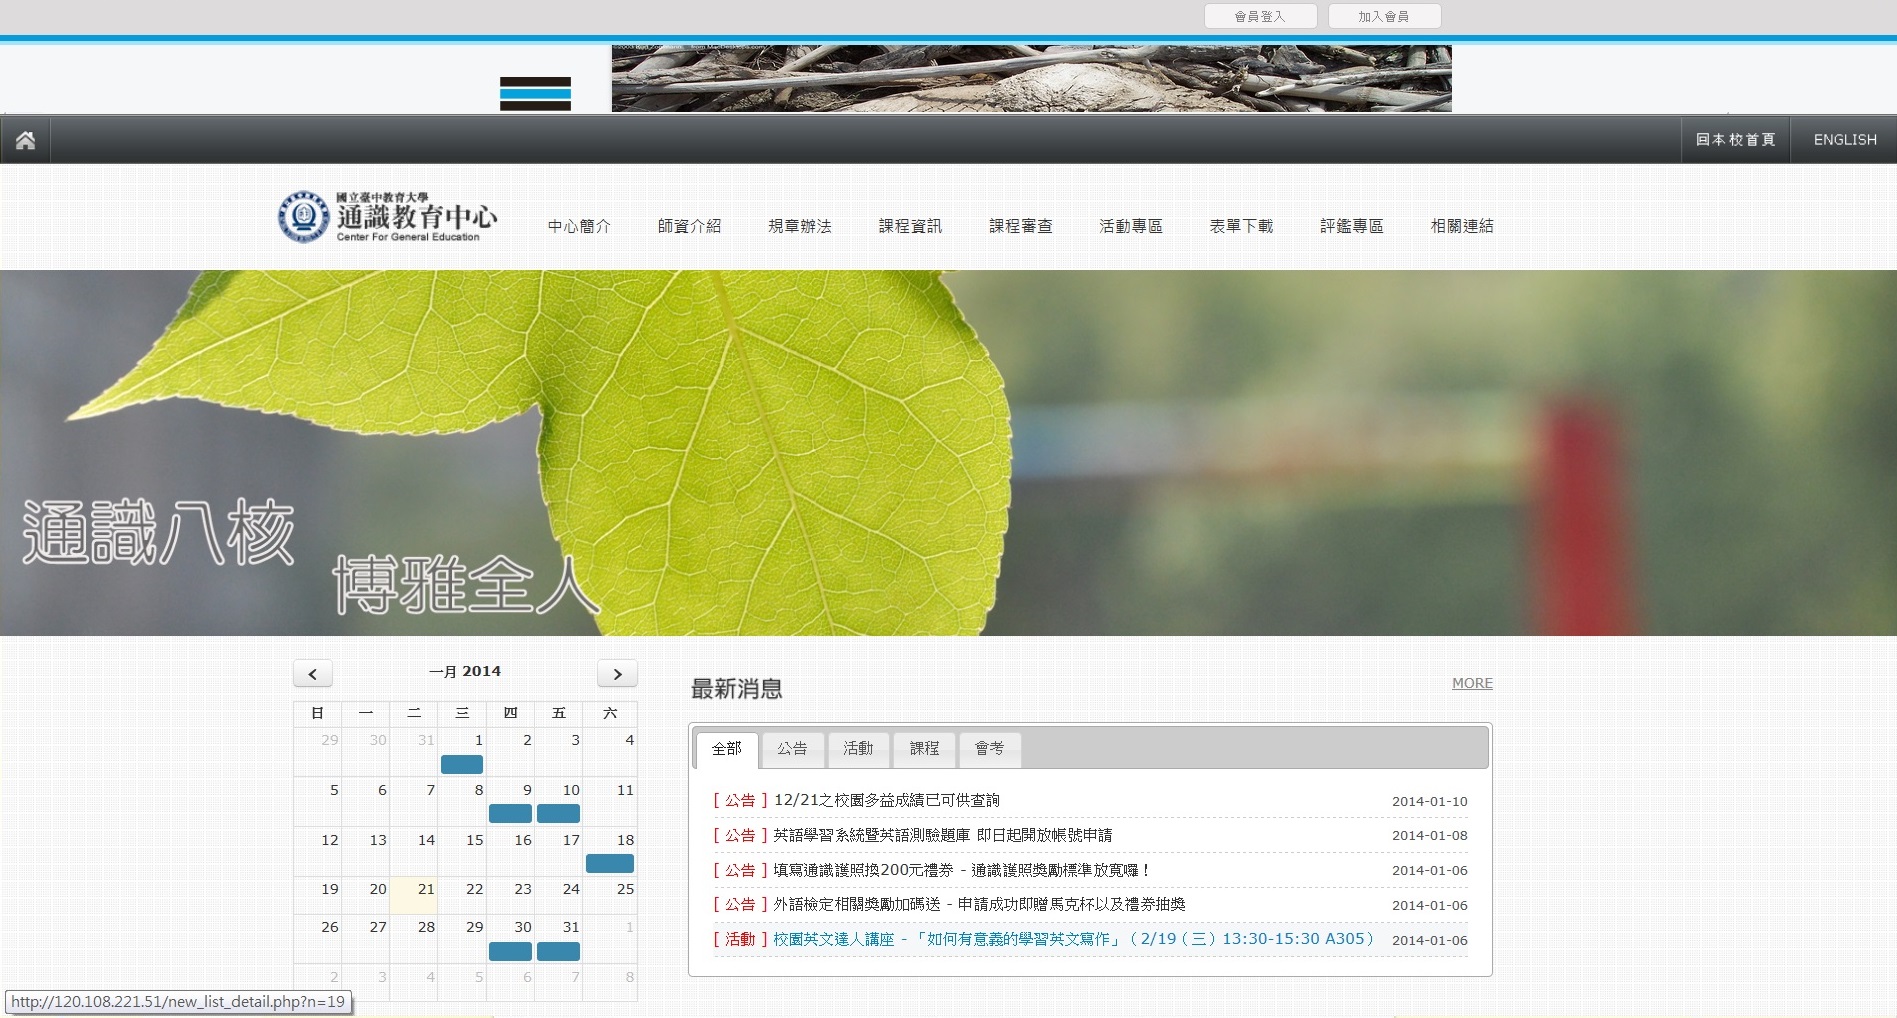 會員登入 加入會員
回本校首頁 ENGLISH
國立臺中教育大學
通識教育中心
Center For General Education
中心簡介 師資介紹 規章辦法 課程資訊 課程審查 活動專區 表單下載 評鑑專區 相關連結
通識八核
博雅全人
一月 2014
日 一 二 三 四 五 六
29 30 31 1 2 3 4
5 6 7 8 9 10 11
12 13 14 15 16 17 18
19 20 21 22 23 24 25
26 27 28 29 30 31 1
2 3 4 5 6 7 8
最新消息 MORE
全部 公告 活動 課程 會考
[ 公告 ] 12/21之校園多益成績已可供查詢 2014-01-10
[ 公告 ] 英語學習系統暨英語測驗題庫 即日起開放帳號申請 2014-01-08
[ 公告 ] 填寫通識護照換200元禮券 - 通識護照獎勵標準放寬囉！ 2014-01-06
[ 公告 ] 外語檢定相關獎勵加碼送 - 申請成功即贈馬克杯以及禮券抽獎 2014-01-06
[ 活動 ] 校園英文達人講座 - 「如何有意義的學習英文寫作」（2/19（三）13:30-15:30 A305） 2014-01-06
http://120.108.221.51/new_list_detail.php?n=19